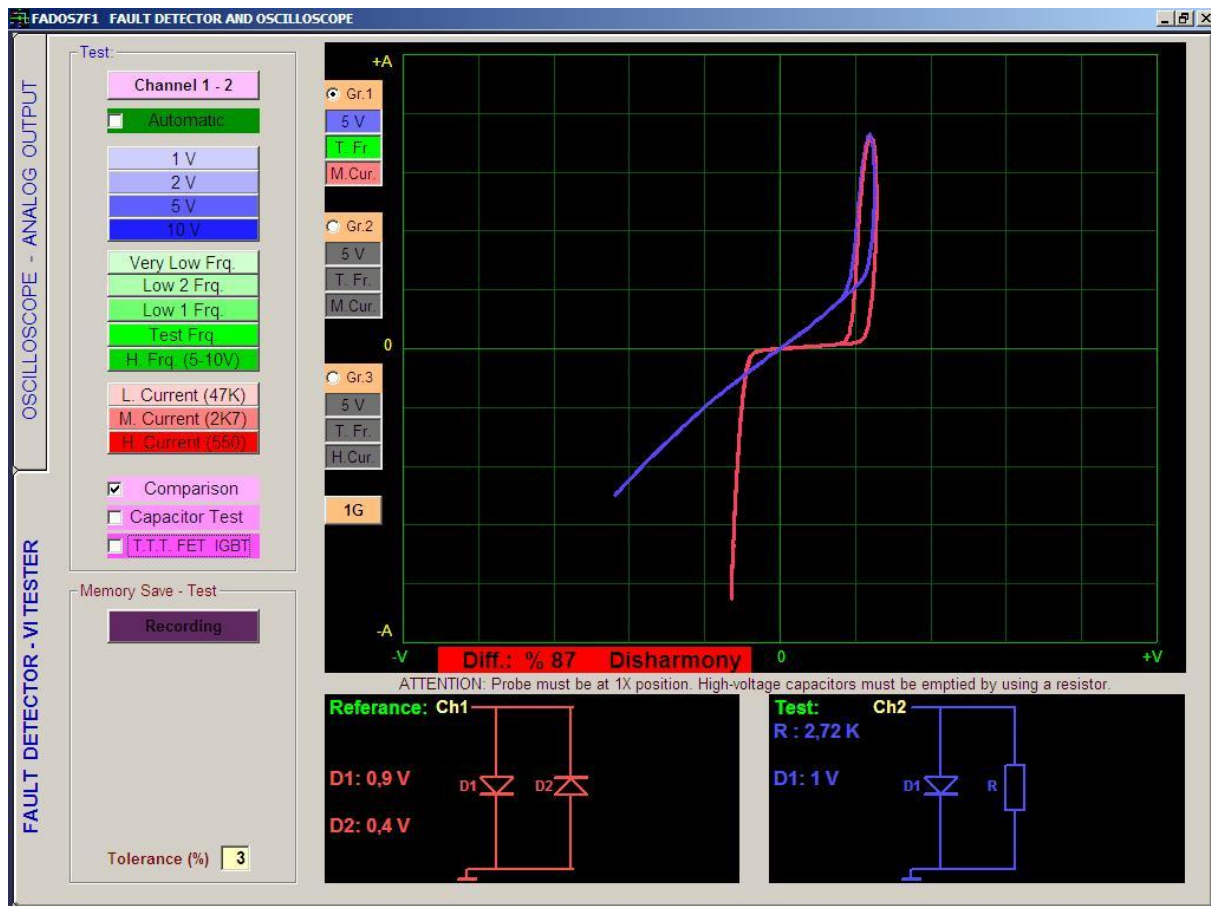 FADOS7F1 FAULT DETECTOR AND OSCILLOSCOPE
OSCILLOSCOPE - ANALOG OUTPUT
FAULT DETECTOR - VI TESTER
Test:
Channel 1 - 2
Automatic
1 V
2 V
5 V
10 V
Very Low Frq.
Low 2 Frq.
Low 1 Frq.
Test Frq.
H. Frq. (5-10V)
L. Current (47K)
M. Current (2K7)
H. Current (550)
Comparison
Capacitor Test
T.T.T. FET IGBT
Memory Save - Test
Recording
Tolerance (%) 3
Gr.1
5 V
T. Fr.
M.Cur.
Gr.2
5 V
T. Fr.
M.Cur.
Gr.3
5 V
T. Fr.
H.Cur.
1G
+A
0
-A
-V
0
+V
Diff.: % 87 Disharmony
ATTENTION: Probe must be at 1X position. High-voltage capacitors must be emptied by using a resistor.
Referance: Ch1
D1: 0,9 V
D2: 0,4 V
D1
D2
Test: Ch2
R : 2,72 K
D1: 1 V
D1
R